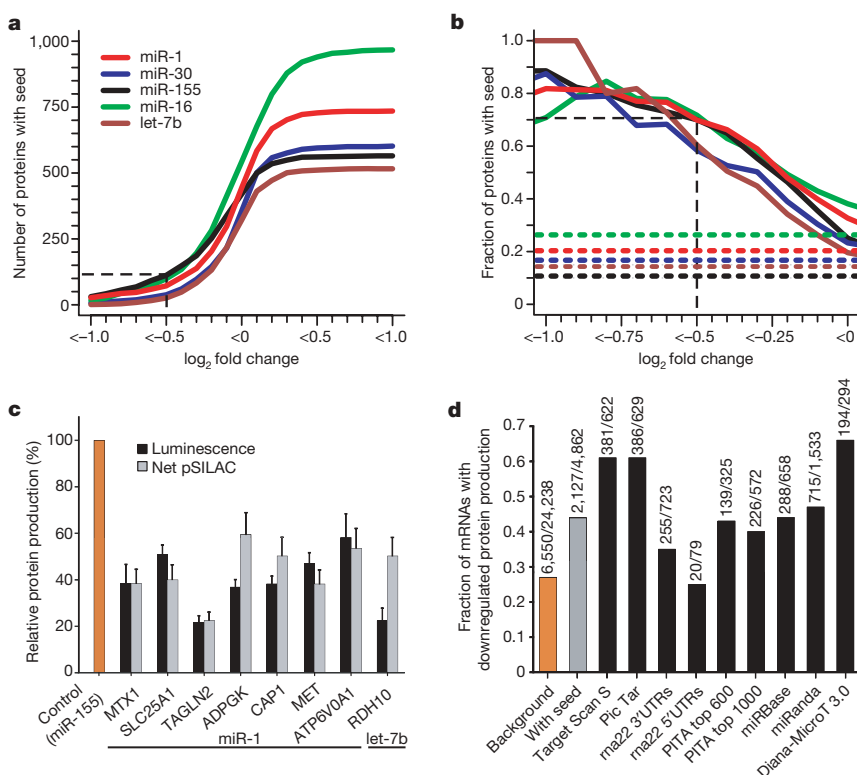 a
Number of proteins with seed
1,000
750
500
250
0
miR-1
miR-30
miR-155
miR-16
let-7b
<–1.0
<–0.5
<0
<0.5
<1.0
log2 fold change
b
Fraction of proteins with seed
1.0
0.8
0.6
0.4
0.2
0
<–1.0
<–0.75
<–0.5
<–0.25
<0
log2 fold change
c
Relative protein production (%)
100
80
60
40
20
0
Luminescence
Net pSILAC
Control
(miR-155)
MTX1
SLC25A1
TAGLN2
ADPGK
CAP1
MET
ATP6V0A1
RDH10
miR-1
let-7b
d
Fraction of mRNAs with
downregulated protein production
0.7
0.6
0.5
0.4
0.3
0.2
0.1
0
6,550/24,238
2,127/4,862
381/622
386/629
255/723
20/79
139/325
226/572
288/658
715/1,533
194/294
Background
With seed
Target Scan S
Pic Tar
rna22 3'UTRs
rna22 5'UTRs
PITA top 600
PITA top 1000
miRBase
miRanda
Diana-MicroT 3.0